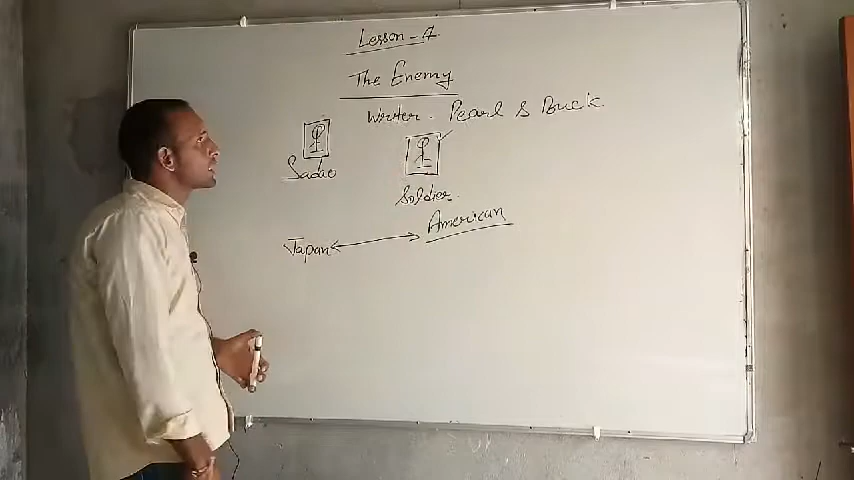 Lesson - 4
The Enemy
Writer - Pearl S Buck
Sadao
Soldier.
American
Japan